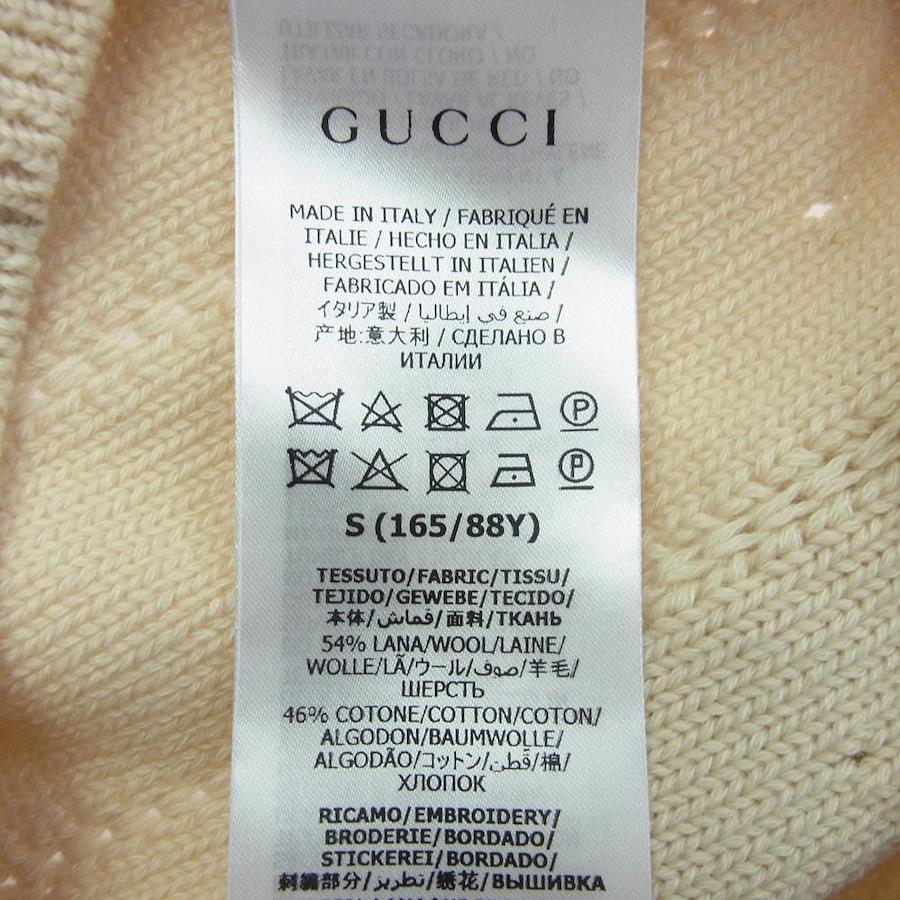 GUCCI
MADE IN ITALY / FABRIQUÉ EN
ITALIE / HECHO EN ITALIA /
HERGESTELLT IN ITALIEN /
FABRICADO EM ITÁLIA /
イタリア製 / صنع في إيطاليا /
产地:意大利 / СДЕЛАНО В
ИТАЛИИ
P
P
S (165/88Y)
TESSUTO/FABRIC/TISSU/
TEJIDO/GEWEBE/TECIDO/
本体/قماش/面料/ТКАНЬ
54% LANA/WOOL/LAINE/
WOLLE/LÃ/ウール/صوف/羊毛/
ШЕРСТЬ
46% COTONE/COTTON/COTON/
ALGODON/BAUMWOLLE/
ALGODÃO/コットン/قطن/棉/
ХЛОПОК
RICAMO/EMBROIDERY/
BRODERIE/BORDADO/
STICKEREI/BORDADO/
刺繍部分/تطريز/绣花/ВЫШИВКА